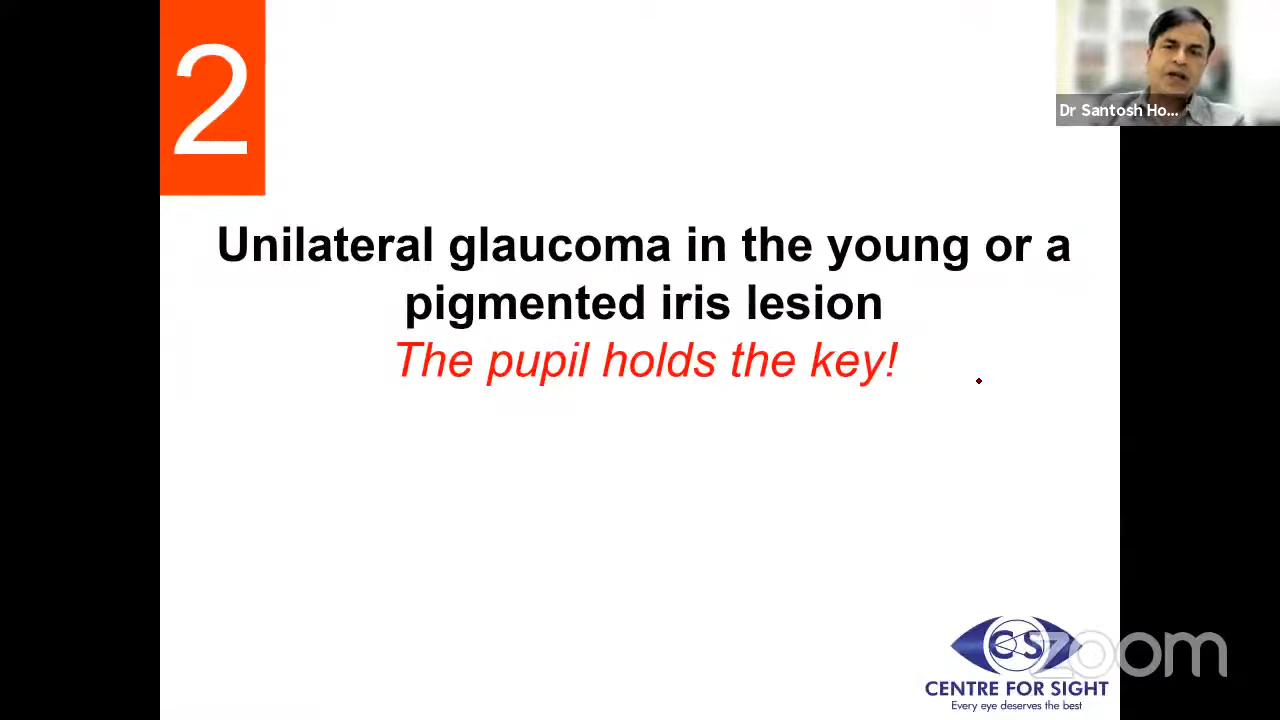 2
Dr Santosh Ho...
Unilateral glaucoma in the young or a
pigmented iris lesion
The pupil holds the key!
CS
zoom
CENTRE FOR SIGHT
Every eye deserves the best